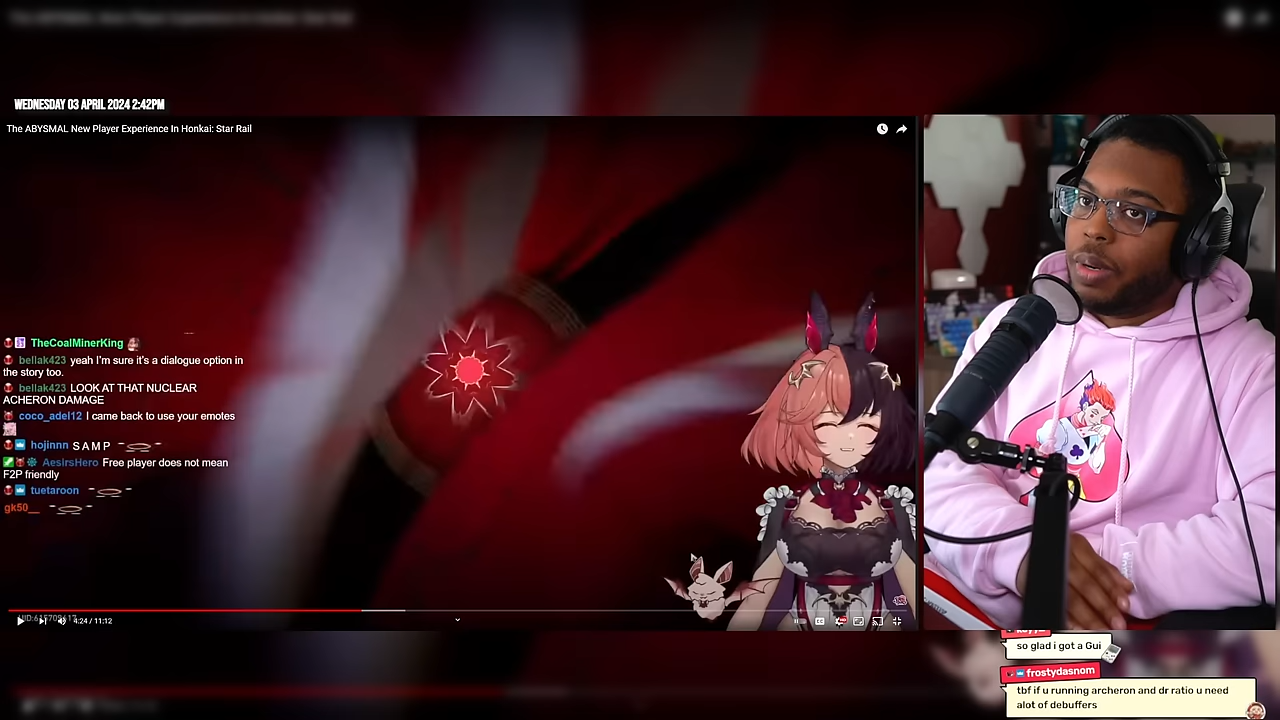 WEDNESDAY 03 APRIL 2024 2:42PM
The ABYSMAL New Player Experience In Honkai: Star Rail
TheCoalMinerKing
bellak423 yeah I'm sure it's a dialogue option in
the story too.
bellak423 LOOK AT THAT NUCLEAR
ACHERON DAMAGE
coco_adel12 I came back to use your emotes
hojinnn S A M P
AesirsHero Free player does not mean
F2P friendly
tuetaroon
gk50__
4:24 / 11:12
so glad i got a Gui
frostydasnom
tbf if u running archeron and dr ratio u need
alot of debuffers